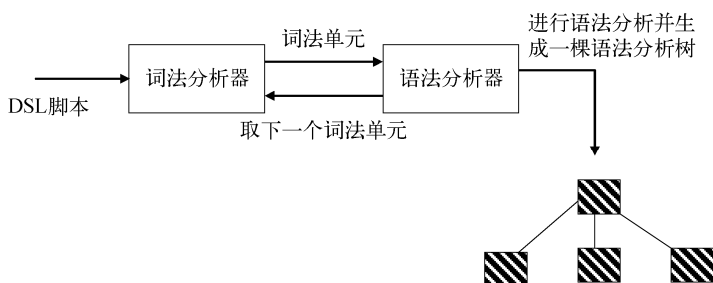 进行语法分析并生
成一棵语法分析树
词法单元
词法分析器
语法分析器
DSL脚本
取下一个词法单元